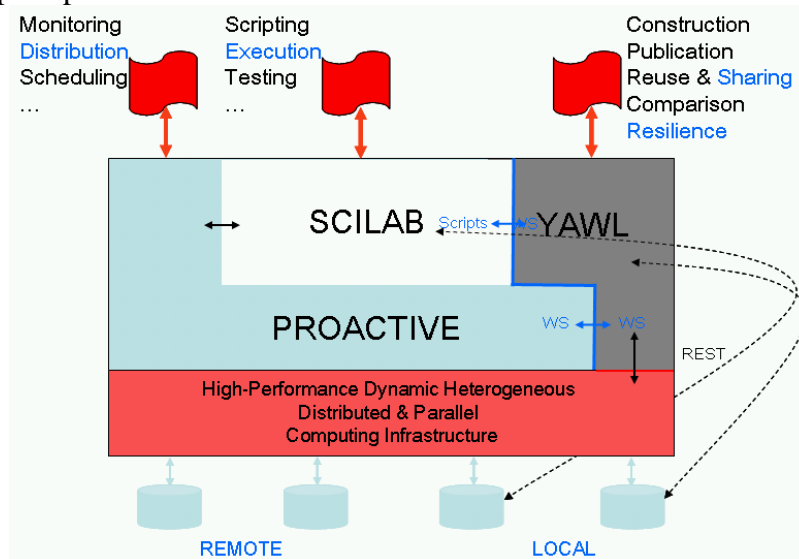 Monitoring
Distribution
Scheduling
...
Scripting
Execution
Testing
...
Construction
Publication
Reuse & Sharing
Comparison
Resilience
SCILAB
Scripts
WS
YAWL
PROACTIVE
WS
WS
REST
High-Performance Dynamic Heterogeneous
Distributed & Parallel
Computing Infrastructure
REMOTE
LOCAL